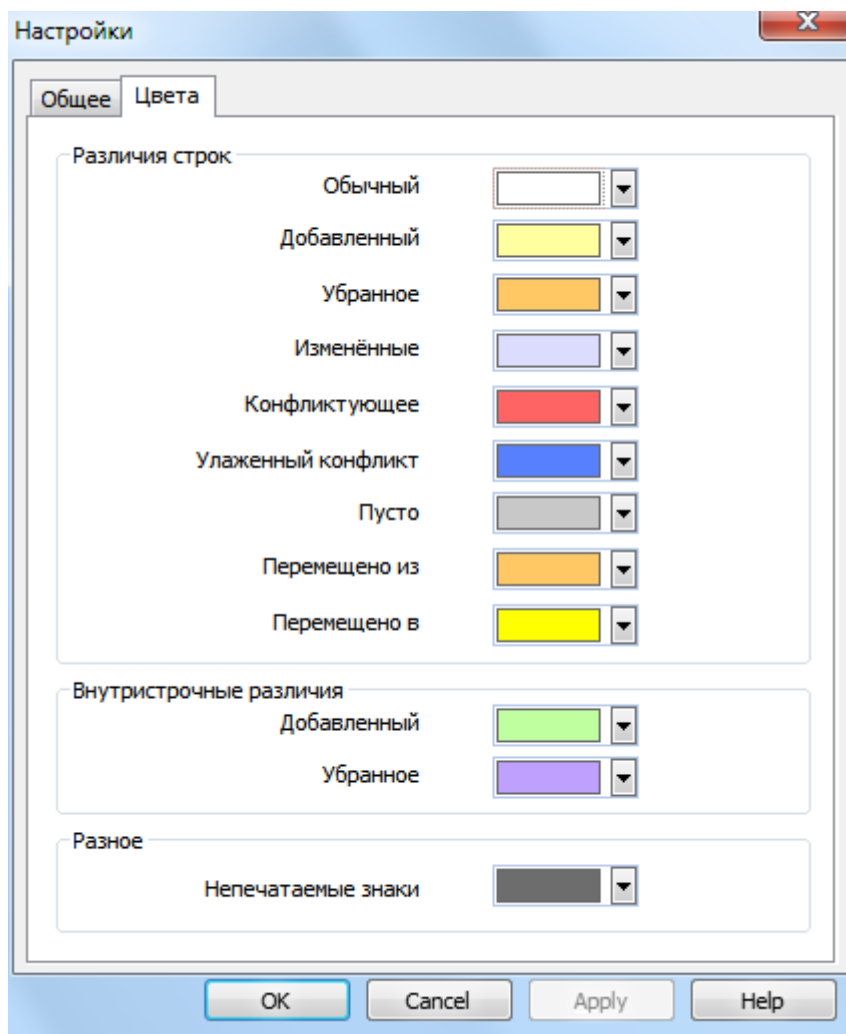 Настройки
Общее Цвета
Различия строк
Обычный
Добавленный
Убранное
Изменённые
Конфликтующее
Улаженный конфликт
Пусто
Перемещено из
Перемещено в
Внутристрочные различия
Добавленный
Убранное
Разное
Непечатаемые знаки
OK Cancel Apply Help